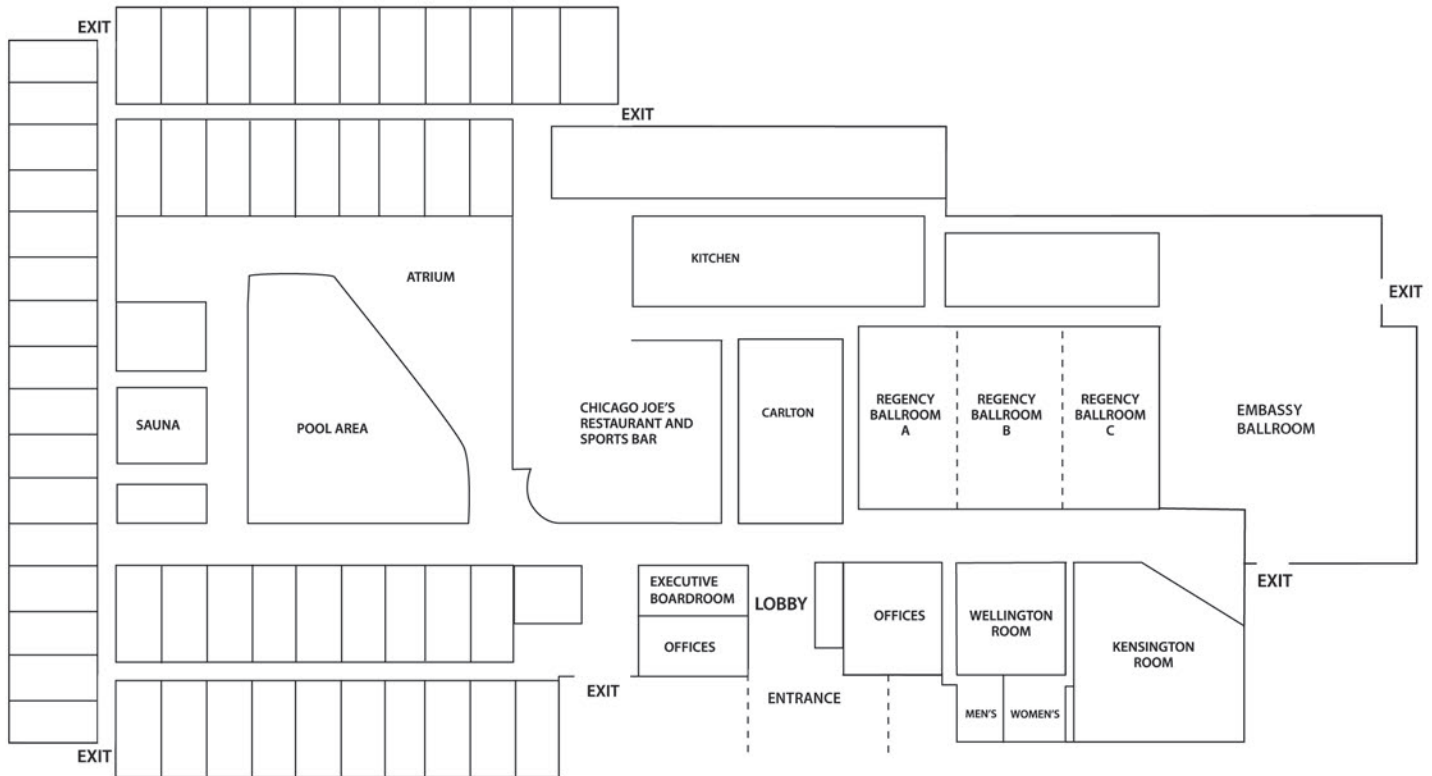 EXIT
EXIT
KITCHEN
ATRIUM
EXIT
CHICAGO JOE'S
RESTAURANT AND
SPORTS BAR
CARLTON
REGENCY
BALLROOM
A
REGENCY
BALLROOM
B
REGENCY
BALLROOM
C
EMBASSY
BALLROOM
SAUNA
POOL AREA
EXECUTIVE
BOARDROOM
LOBBY
OFFICES
WELLINGTON
ROOM
EXIT
OFFICES
KENSINGTON
ROOM
EXIT
ENTRANCE
MEN'S
WOMEN'S
EXIT